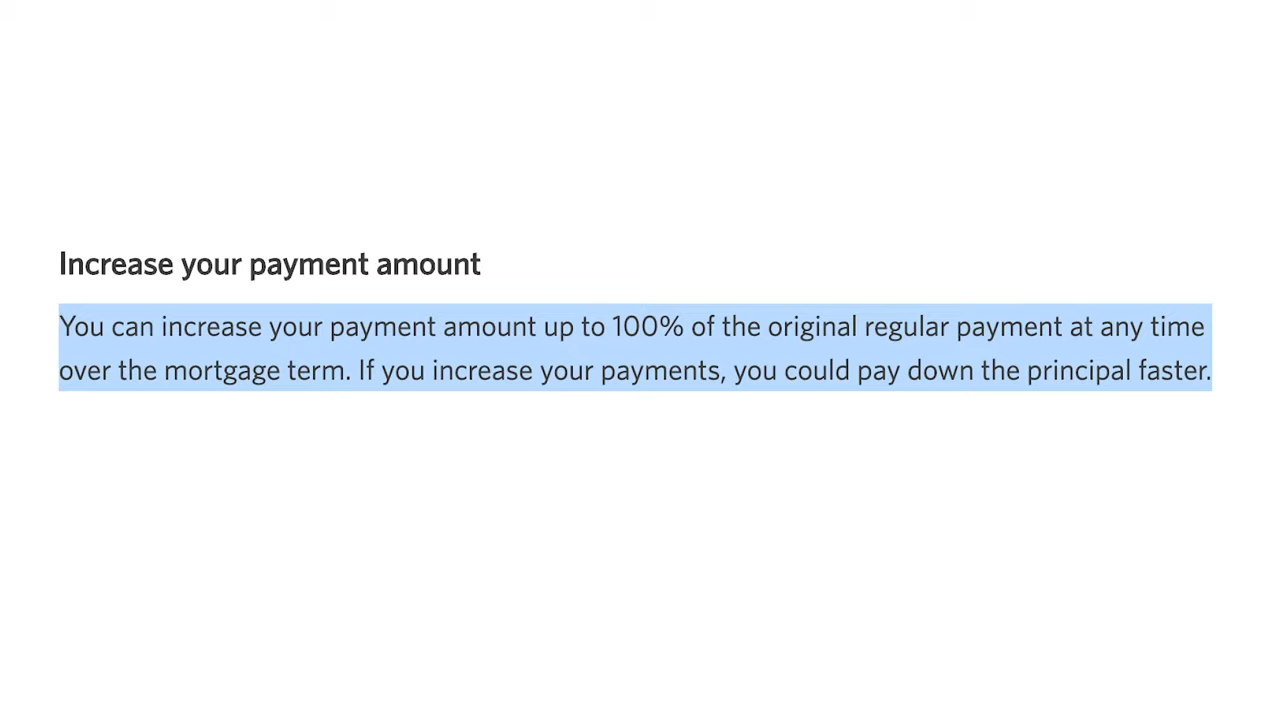 Increase your payment amount
You can increase your payment amount up to 100% of the original regular payment at any time
over the mortgage term. If you increase your payments, you could pay down the principal faster.